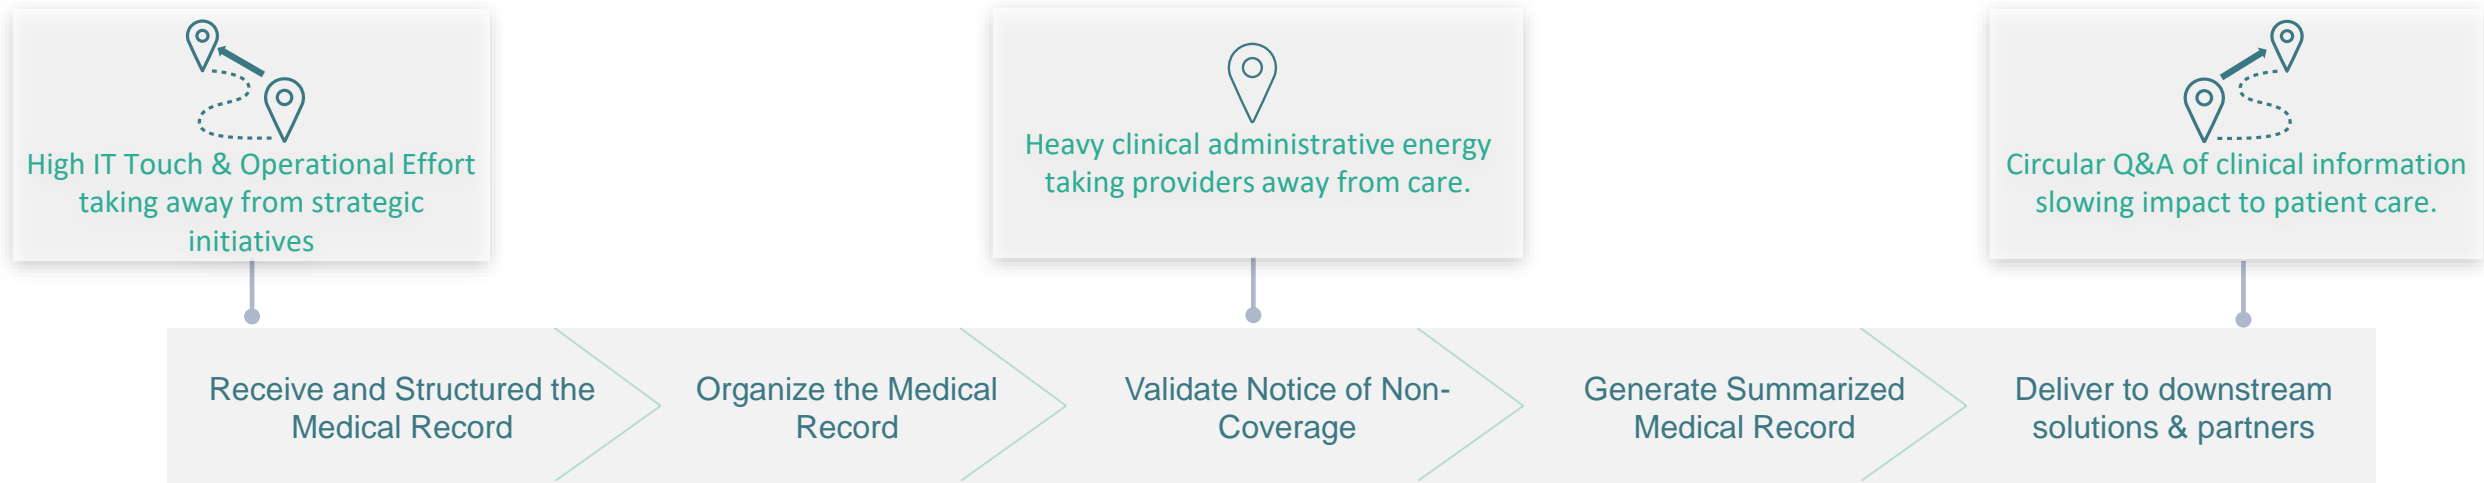 High IT Touch & Operational Effort
taking away from strategic
initiatives
Heavy clinical administrative energy
taking providers away from care.
Circular Q&A of clinical information
slowing impact to patient care.
Receive and Structured the
Medical Record
Organize the Medical
Record
Validate Notice of Non-
Coverage
Generate Summarized
Medical Record
Deliver to downstream
solutions & partners